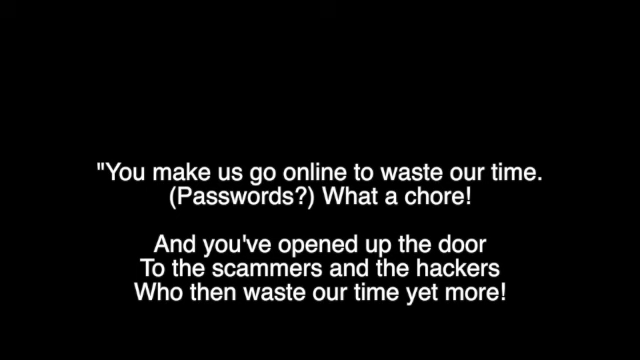 "You make us go online to waste our time.
(Passwords?) What a chore!
And you've opened up the door
To the scammers and the hackers
Who then waste our time yet more!